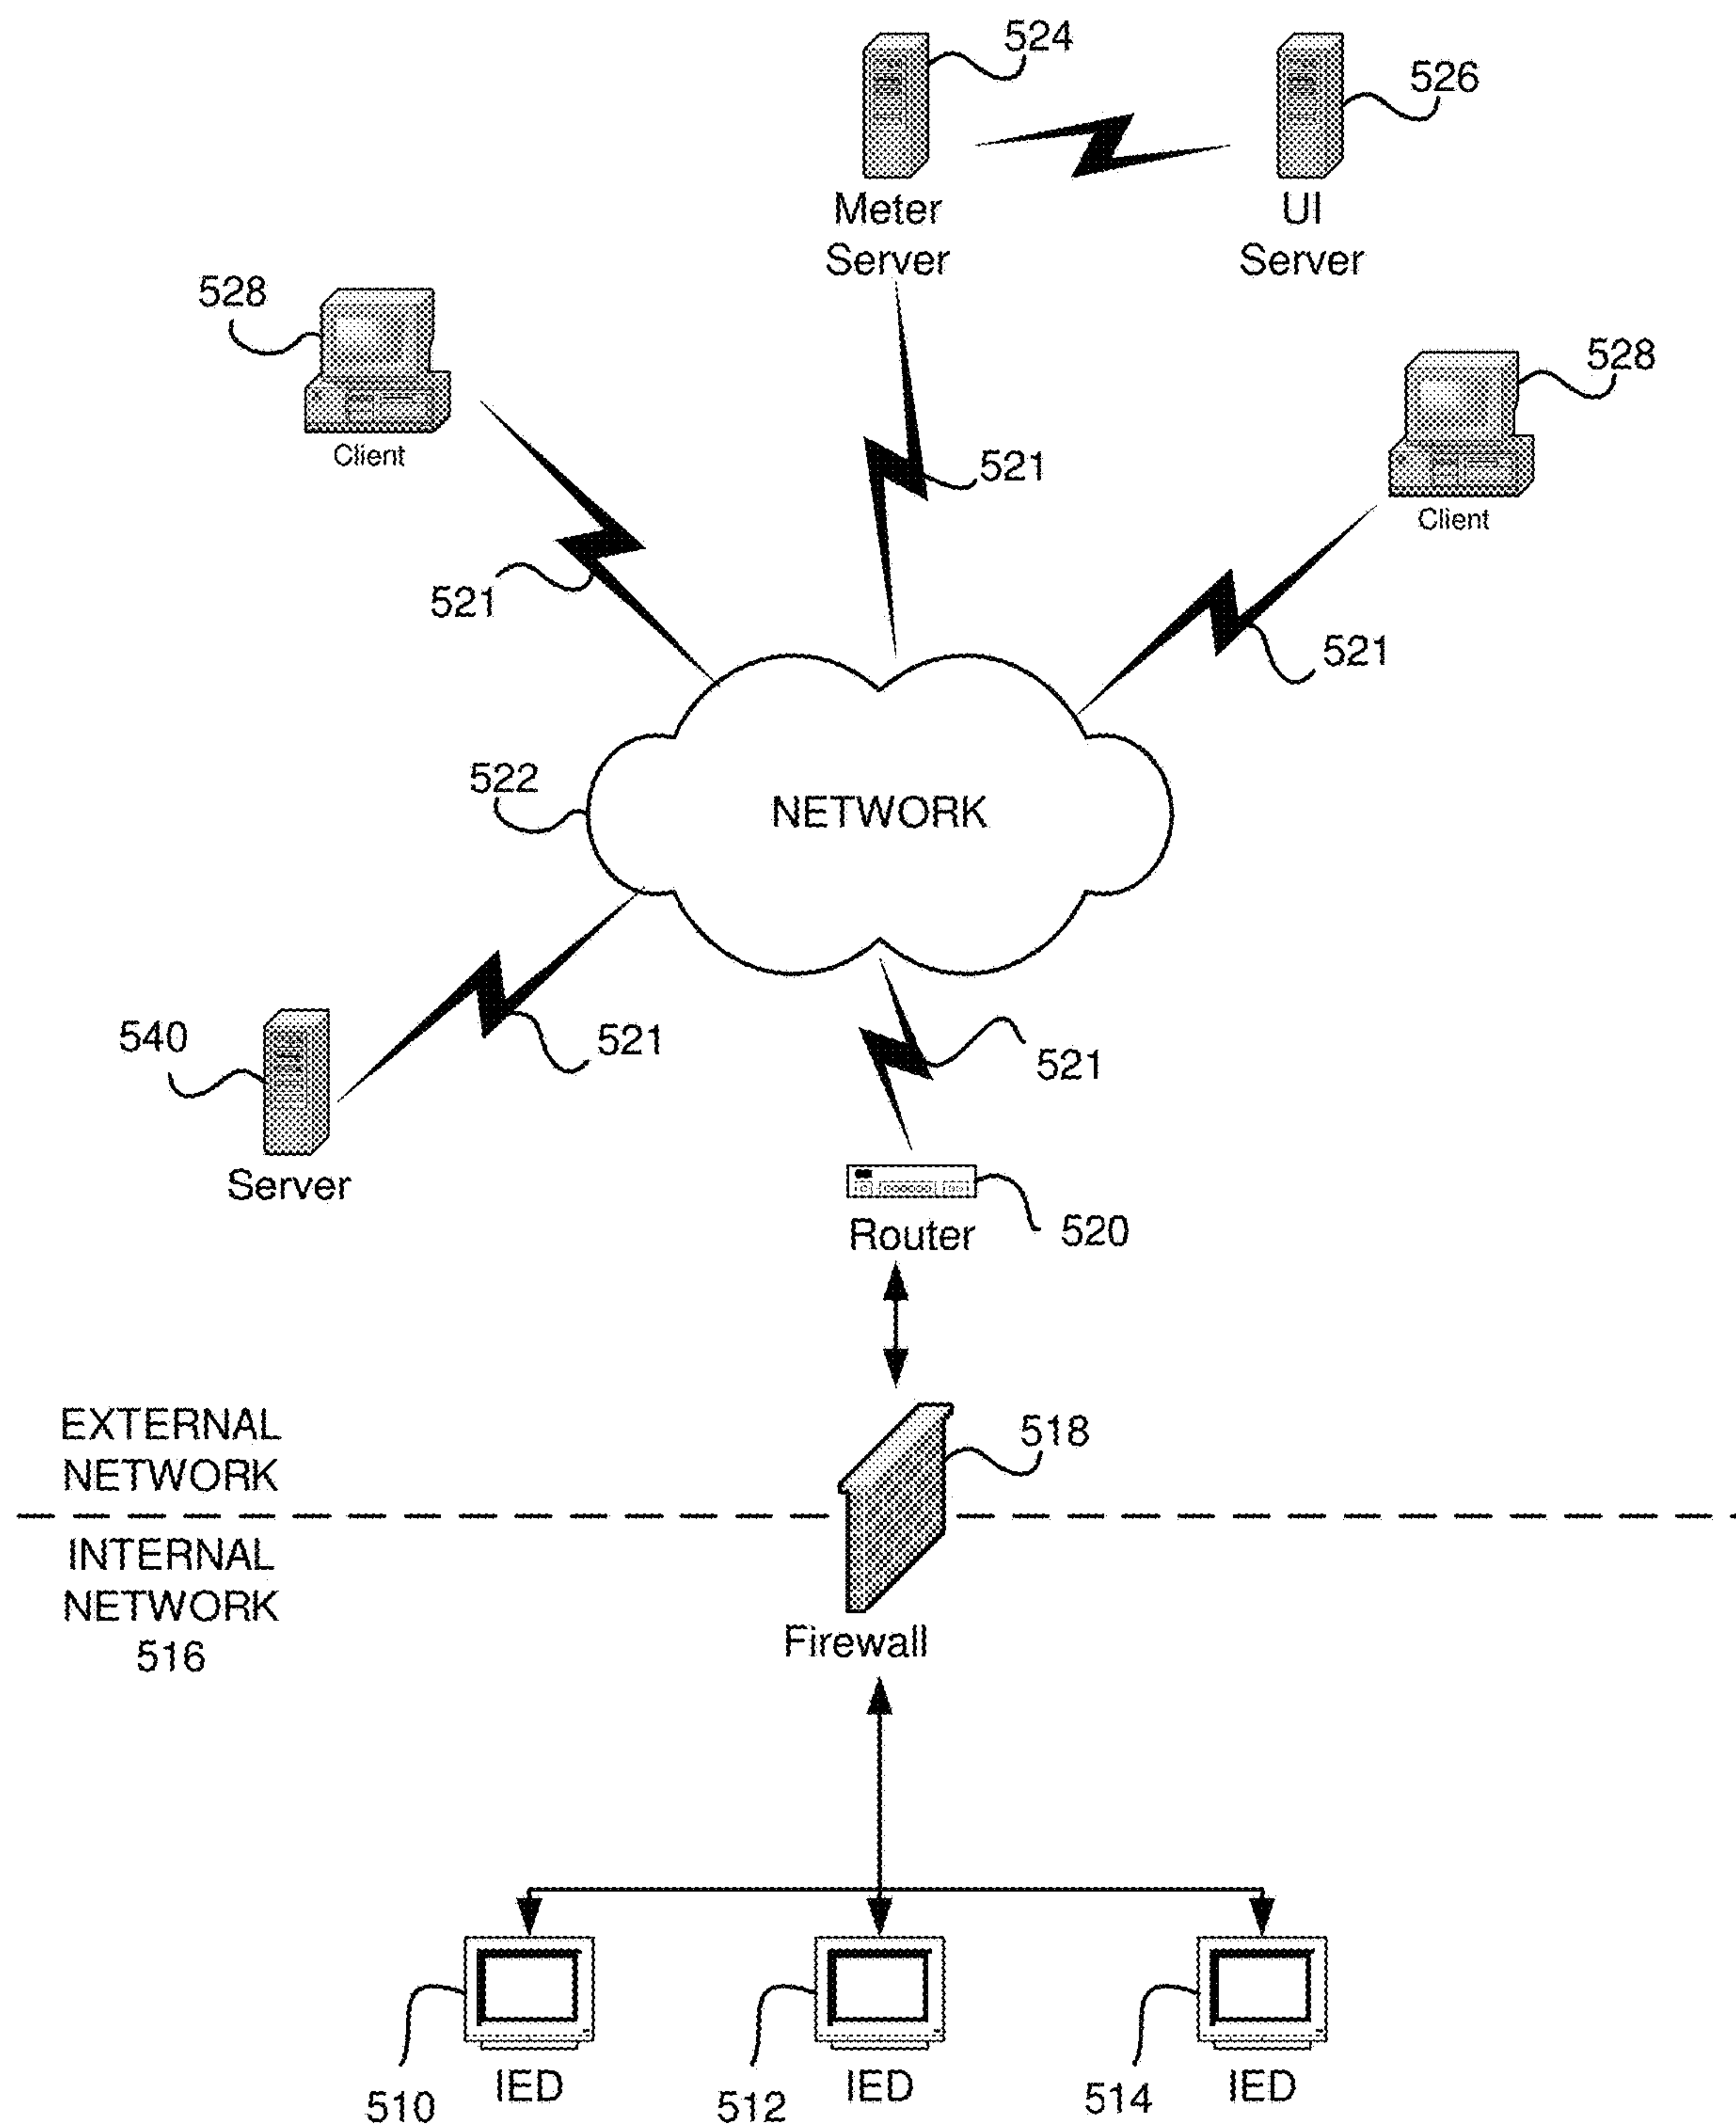 524
526
Meter
Server
UI
Server
528
Client
528
Client
521
521
521
522
NETWORK
540
Server
521
521
Router
520
EXTERNAL
NETWORK
518
INTERNAL
NETWORK
516
Firewall
510
IED
512
IED
514
IED